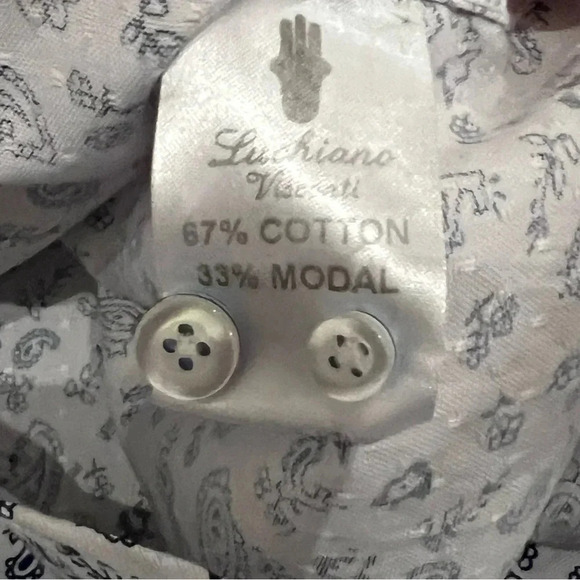 Luchiano
Visconti
67% COTTON
33% MODAL